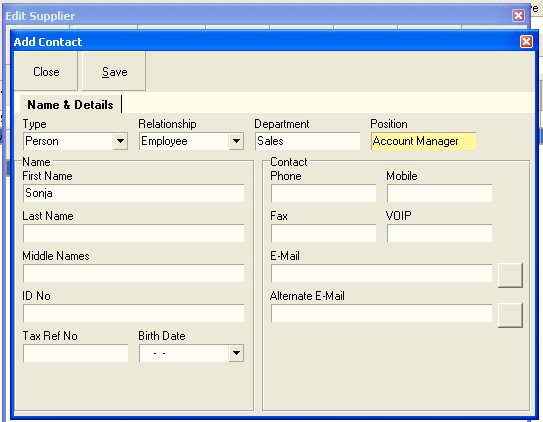 Edit Supplier
Add Contact
Close Save
Name & Details
Type Relationship Department Position
Person Employee Sales Account Manager
Name Contact
First Name Phone Mobile
Sonja
Last Name Fax VOIP
Middle Names E-Mail
ID No Alternate E-Mail
Tax Ref No Birth Date
- -